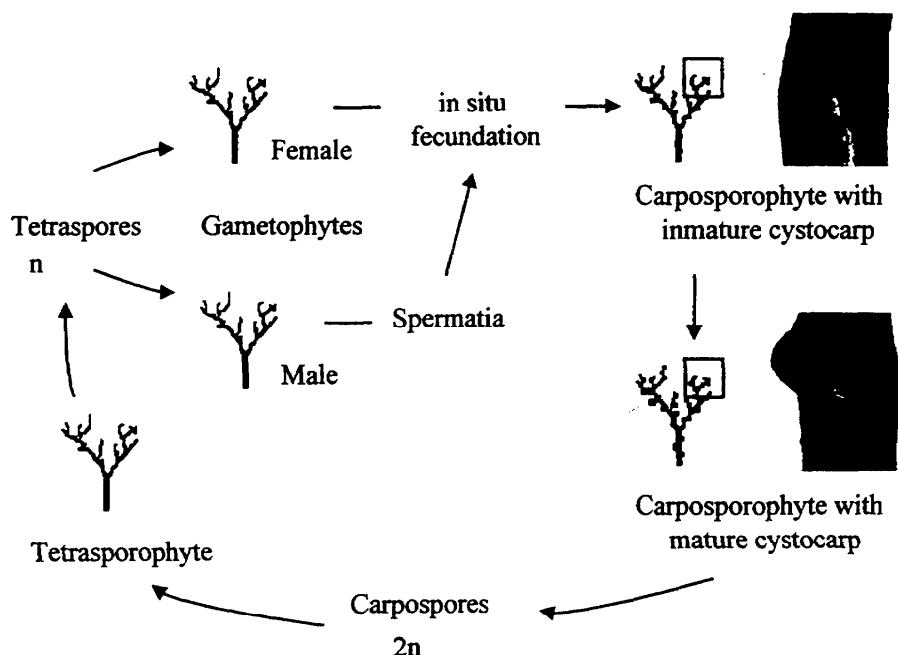 Female
in situ
fecundation
Carposporophyte with
inmature cystocarp
Tetraspores
n
Gametophytes
Spermatia
Male
Carposporophyte with
mature cystocarp
Tetrasporophyte
Carpospores
2n